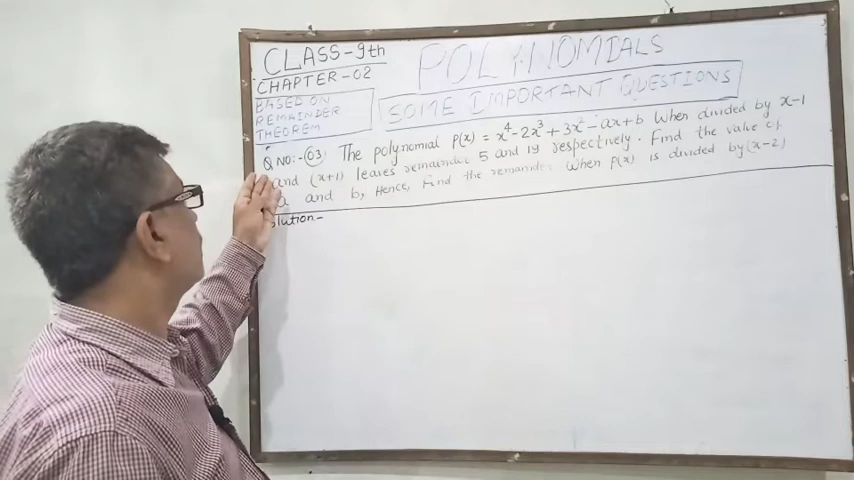 CLASS-9th
POLYNOMIALS
CHAPTER-02
BASED ON
REMAINDER
THEOREM
SOME IMPORTANT QUESTIONS
Q NO:-03 The polynomial P(x) = x⁴-2x³+3x²-ax+b When divided by x-1
and (x+1) leaves remainder 5 and 19 respectively. Find the value of
a and b, Hence, Find the remainder When P(x) is divided by (x-2)
lution-